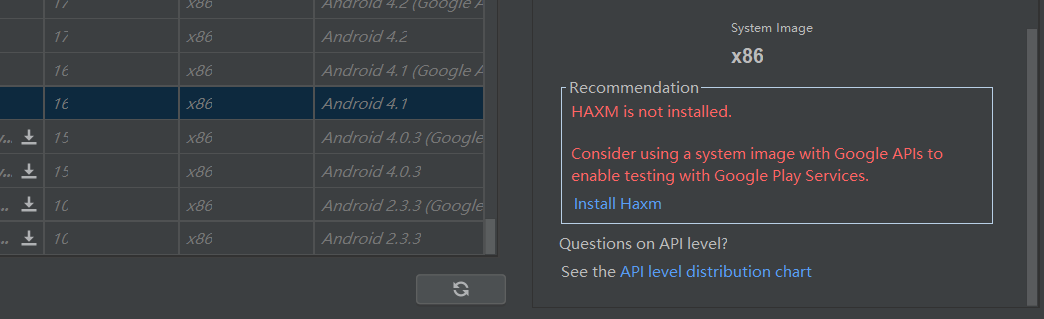 17 x86 Android 4.2 (Google A
17 x86 Android 4.2
16 x86 Android 4.1 (Google A
16 x86 Android 4.1
15 x86 Android 4.0.3 (Google
15 x86 Android 4.0.3
... 10 x86 Android 2.3.3 (Google
... 10 x86 Android 2.3.3
System Image
x86
Recommendation
HAXM is not installed.
Consider using a system image with Google APIs to
enable testing with Google Play Services.
Install Haxm
Questions on API level?
See the API level distribution chart